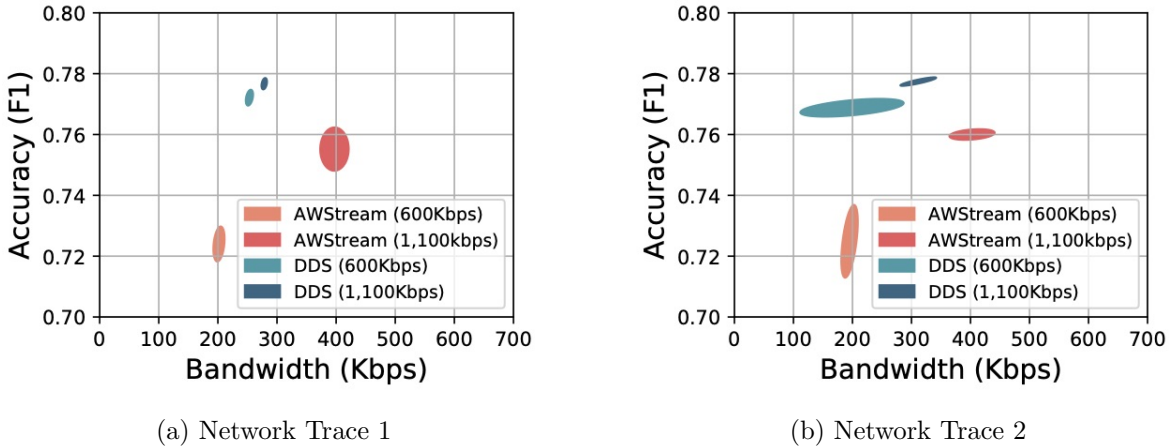 0.80
0.78
0.76
0.74
0.72
0.70
Accuracy (F1)
AWStream (600Kbps)
AWStream (1,100kbps)
DDS (600Kbps)
DDS (1,100Kbps)
0 100 200 300 400 500 600 700
Bandwidth (Kbps)
(a) Network Trace 1
0.80
0.78
0.76
0.74
0.72
0.70
Accuracy (F1)
AWStream (600Kbps)
AWStream (1,100kbps)
DDS (600Kbps)
DDS (1,100Kbps)
0 100 200 300 400 500 600 700
Bandwidth (Kbps)
(b) Network Trace 2